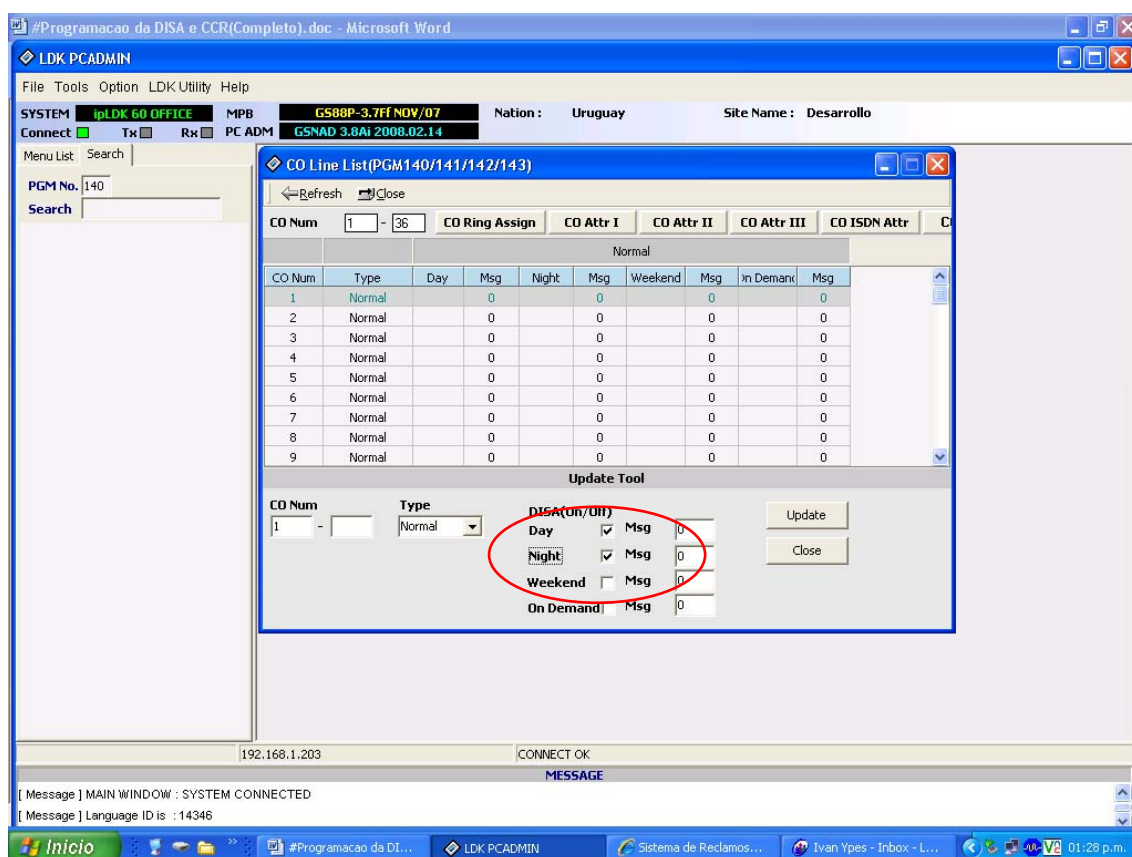 #Programacao da DISA e CCR(Completo).doc - Microsoft Word
LDK PCADMIN
File Tools Option LDK Utility Help
SYSTEM ipLDK 60 OFFICE MPB GS88P-3.7Ff NOV/07 Nation : Uruguay Site Name : Desarrollo
Connect Tx Rx PC ADM GSNAD 3.8Ai 2008.02.14
Menu List Search
PGM No. 140
Search
CO Line List(PGM140/141/142/143)
Refresh Close
CO Num 1 - 36 CO Ring Assign CO Attr I CO Attr II CO Attr III CO ISDN Attr
Normal
CO Num Type Day Msg Night Msg Weekend Msg On Demand Msg
1 Normal 0 0 0 0
2 Normal 0 0 0 0
3 Normal 0 0 0 0
4 Normal 0 0 0 0
5 Normal 0 0 0 0
6 Normal 0 0 0 0
7 Normal 0 0 0 0
8 Normal 0 0 0 0
9 Normal 0 0 0 0
Update Tool
CO Num Type DISA(On/Off)
1 - Normal
Day Msg 0 Update
Night Msg 0 Close
Weekend Msg 0
On Demand Msg 0
192.168.1.203 CONNECT OK
MESSAGE
[ Message ] MAIN WINDOW : SYSTEM CONNECTED
[ Message ] Language ID is : 14346
Inicio #Programacao da DI... LDK PCADMIN Sistema de Reclamos... Ivan Ypes - Inbox - L... 01:28 p.m.